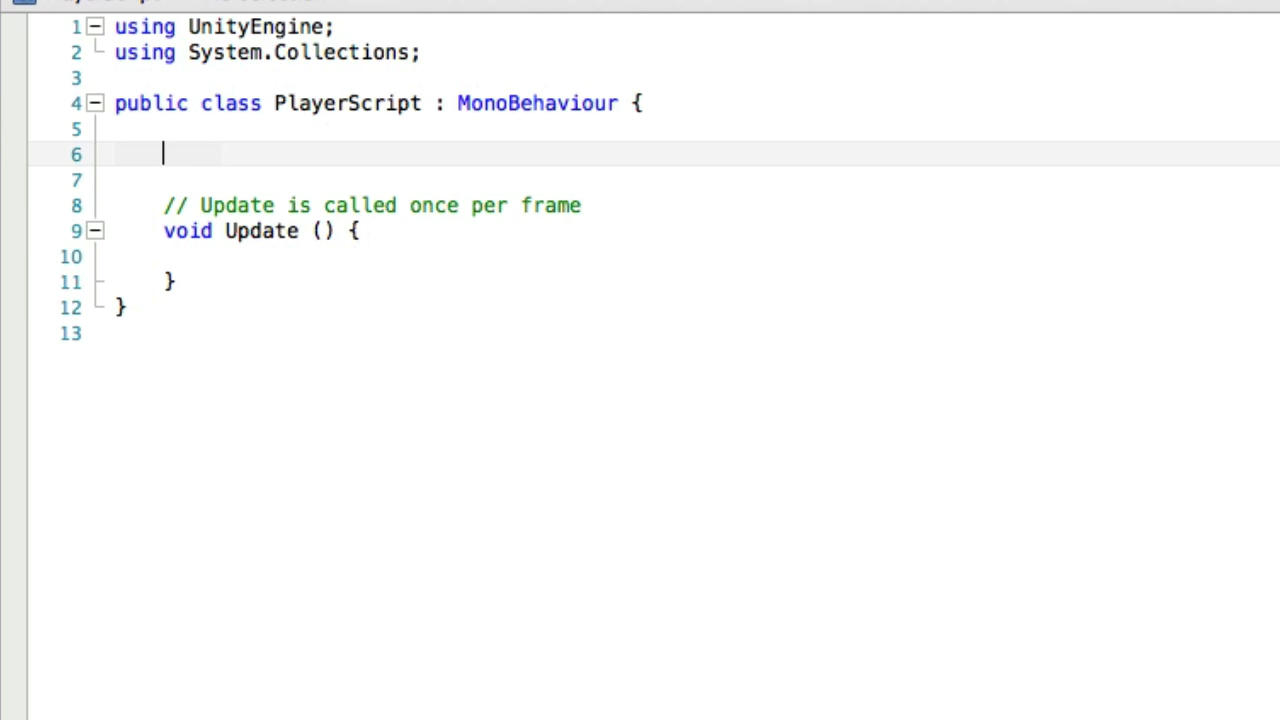 1 using UnityEngine;
2 using System.Collections;
3
4 public class PlayerScript : MonoBehaviour {
5
6
7
8 // Update is called once per frame
9 void Update () {
10
11 }
12 }
13